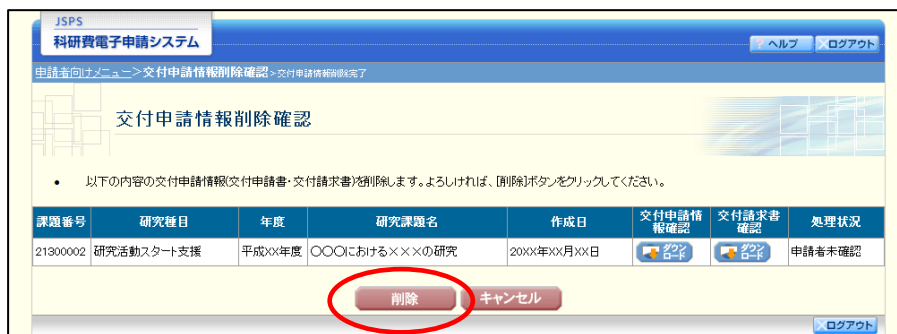 JSPS
科研費電子申請システム
? ヘルプ ×ログアウト
申請者向けメニュー>交付申請情報削除確認>交付申請情報削除完了
交付申請情報削除確認
• 以下の内容の交付申請情報(交付申請書・交付請求書)を削除します。よろしければ、[削除]ボタンをクリックしてください。
課題番号 研究種目 年度 研究課題名 作成日 交付申請情報確認 交付請求書確認 処理状況
21300002 研究活動スタート支援 平成XX年度 〇〇〇における×××の研究 20XX年XX月XX日 ダウンロード ダウンロード 申請者未確認
削除 キャンセル
×ログアウト